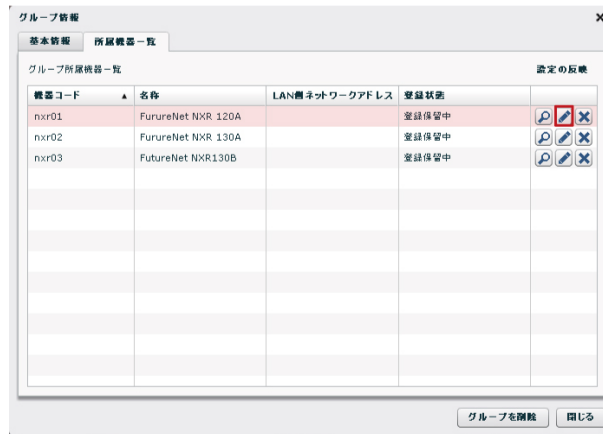 グループ情報
基本情報 所属機器一覧
グループ所属機器一覧 設定の反映
機器コード 名称 LAN側ネットワークアドレス 登録状態
nxr01 FurureNet NXR 120A 登録保留中
nxr02 FurureNet NXR 130A 登録保留中
nxr03 FutureNet NXR130B 登録保留中
グループを削除 閉じる